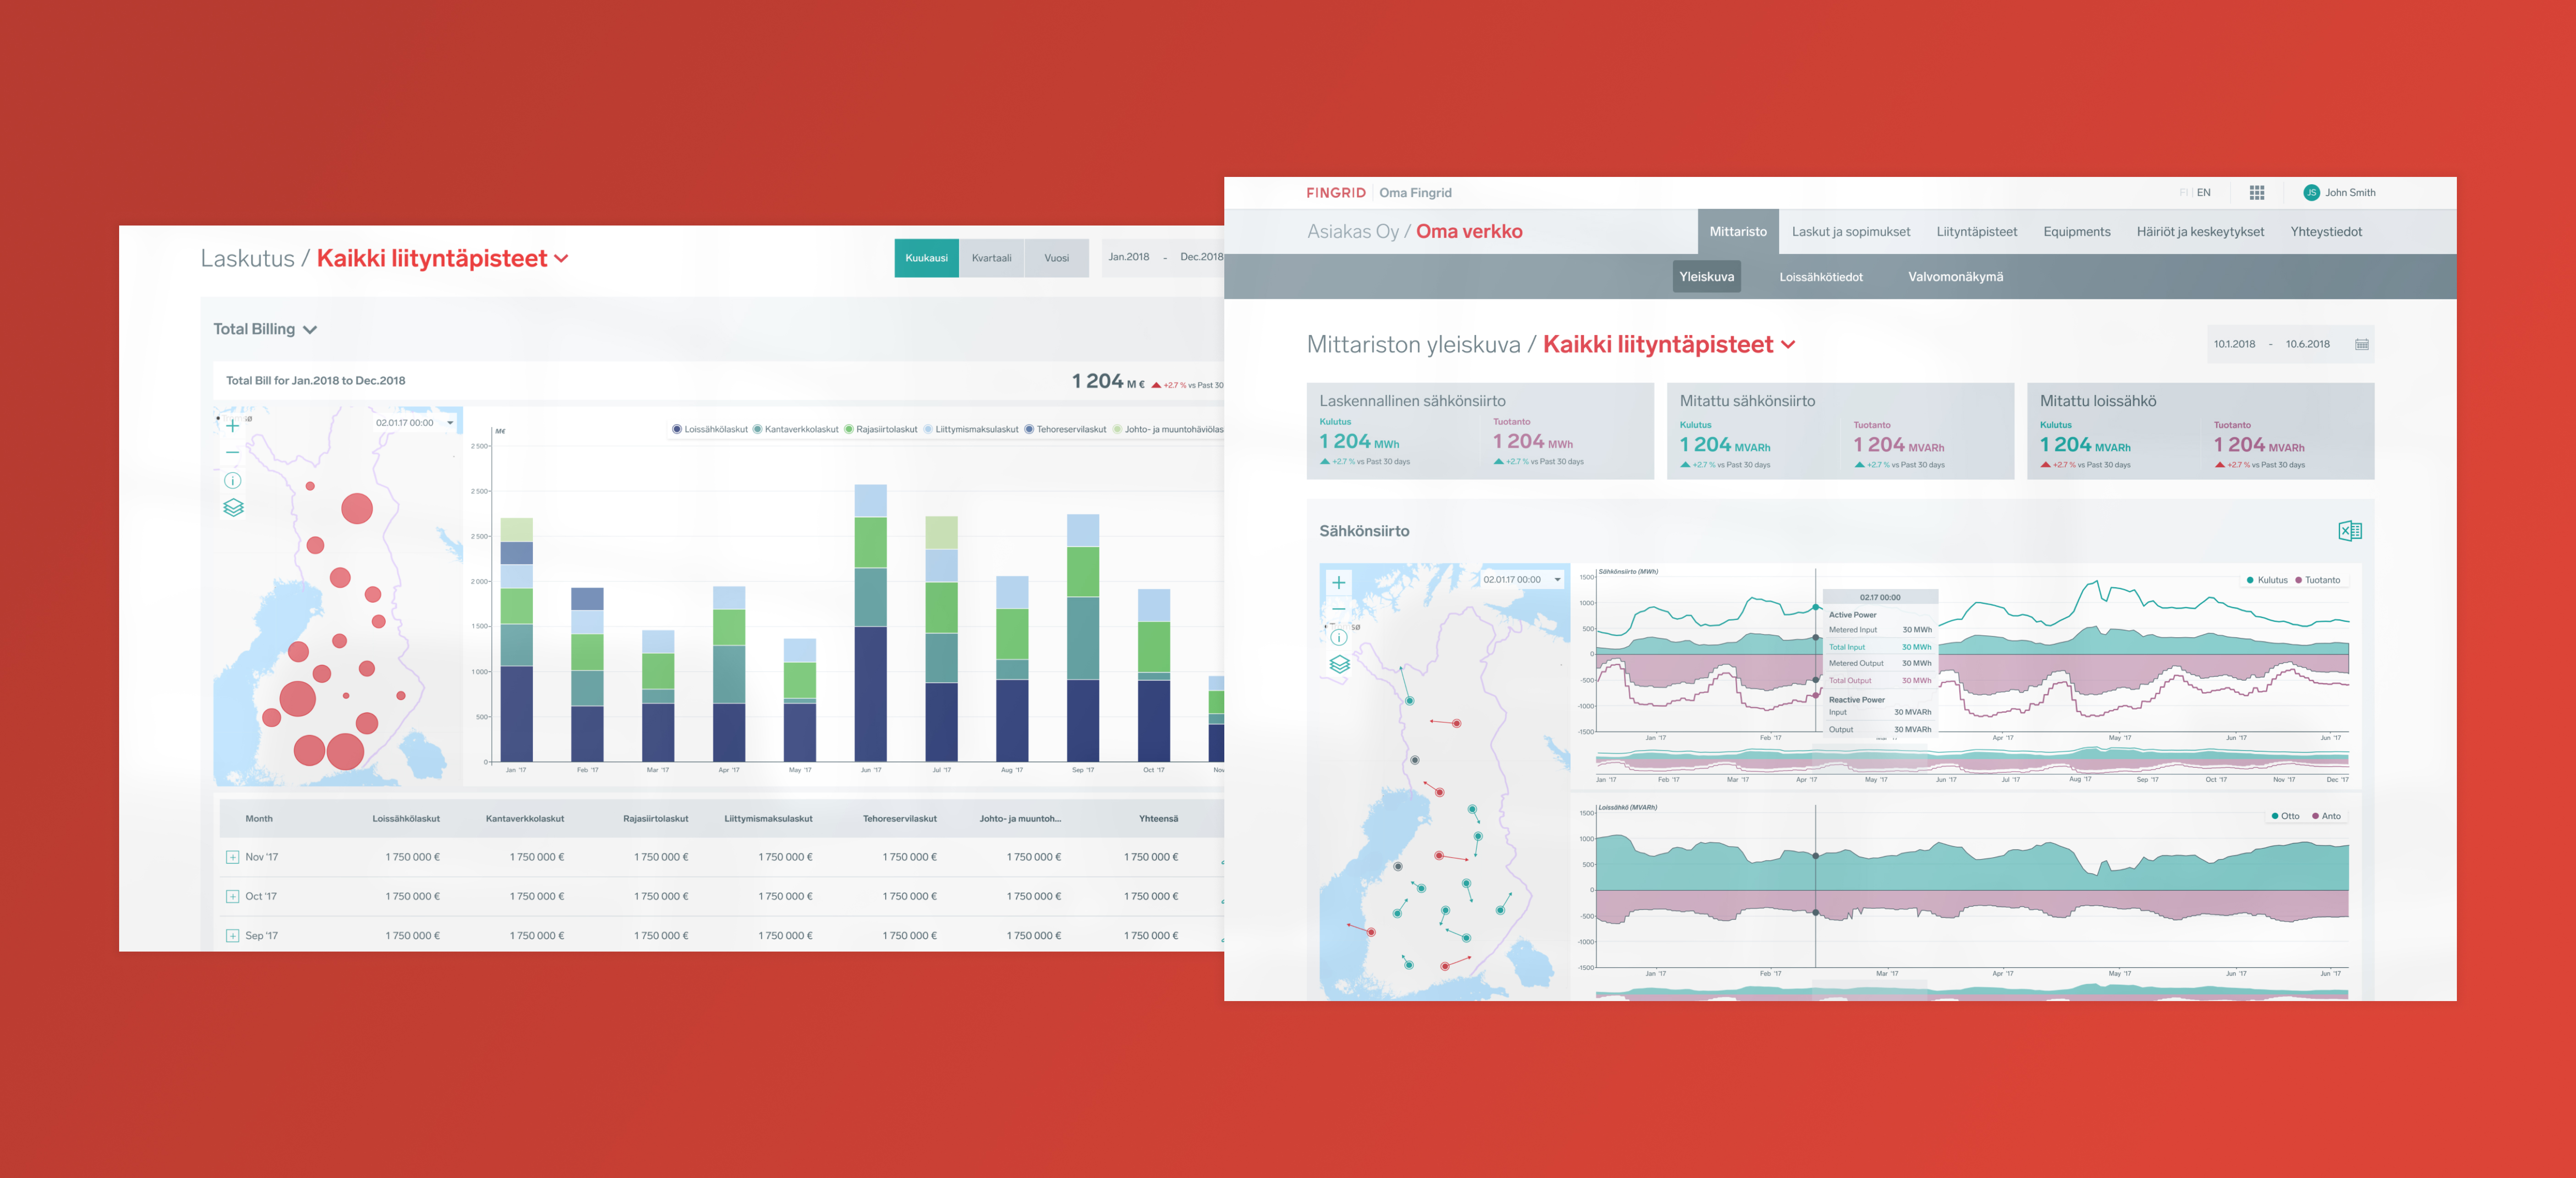 Laskutus / Kaikki liityntäpisteet
Kuukausi Kvartaali Vuosi Jan.2018 - Dec.2018
Total Billing
Total Bill for Jan.2018 to Dec.2018
1 204 M € +2.7 % vs Past 30
02.01.17 00:00
M€
Loissähkölaskut Kantaverkkolaskut Rajasiirtolaskut Liittymismaksulaskut Tehoreservilaskut Johto- ja muuntohäviölas
2 500
2 500
2 500
2 000
1 500
1 000
500
0
Jan '17 Feb '17 Mar '17 Apr '17 May '17 Jun '17 Jul '17 Aug '17 Sep '17 Oct '17 Nov
Month Loissähkölaskut Kantaverkkolaskut Rajasiirtolaskut Liittymismaksulaskut Tehoreservilaskut Johto- ja muuntoh... Yhteensä
Nov '17 1 750 000 € 1 750 000 € 1 750 000 € 1 750 000 € 1 750 000 € 1 750 000 € 1 750 000 €
Oct '17 1 750 000 € 1 750 000 € 1 750 000 € 1 750 000 € 1 750 000 € 1 750 000 € 1 750 000 €
Sep '17 1 750 000 € 1 750 000 € 1 750 000 € 1 750 000 € 1 750 000 € 1 750 000 € 1 750 000 €
FINGRID Oma Fingrid
FI EN JS John Smith
Asiakas Oy / Oma verkko
Mittaristo Laskut ja sopimukset Liityntäpisteet Equipments Häiriöt ja keskeytykset Yhteystiedot
Yleiskuva Loissähkötiedot Valvomonäkymä
Mittariston yleiskuva / Kaikki liityntäpisteet
10.1.2018 - 10.6.2018
Laskennallinen sähkönsiirto
Kulutus Tuotanto
1 204 MWh 1 204 MWh
+2.7 % vs Past 30 days +2.7 % vs Past 30 days
Mitattu sähkönsiirto
Kulutus Tuotanto
1 204 MVARh 1 204 MVARh
+2.7 % vs Past 30 days +2.7 % vs Past 30 days
Mitattu loissähkö
Kulutus Tuotanto
1 204 MVARh 1 204 MVARh
+2.7 % vs Past 30 days +2.7 % vs Past 30 days
Sähkönsiirto
02.01.17 00:00
Sähkönsiirto (MWh)
Kulutus Tuotanto
1500
1000
500
0
-500
-1000
-1500
02.17 00:00
Active Power
Metered Input 30 MWh
Total Input 30 MWh
Metered Output 30 MWh
Total Output 30 MWh
Reactive Power
Input 30 MVARh
Output 30 MVARh
Jan '17 Feb '17 Apr '17 May '17 Jun '17 Jun '17
Jan '17 Feb '17 Mar '17 Apr '17 May '17 Jun '17 Jul '17 Aug '17 Sep '17 Oct '17 Nov '17 Dec '17
Loissähkö (MVARh)
Otto Anto
1500
1000
500
0
-500
-1000
-1500
Jan '17 Feb '17 Mar '17 Apr '17 May '17 Jun '17 Jun '17